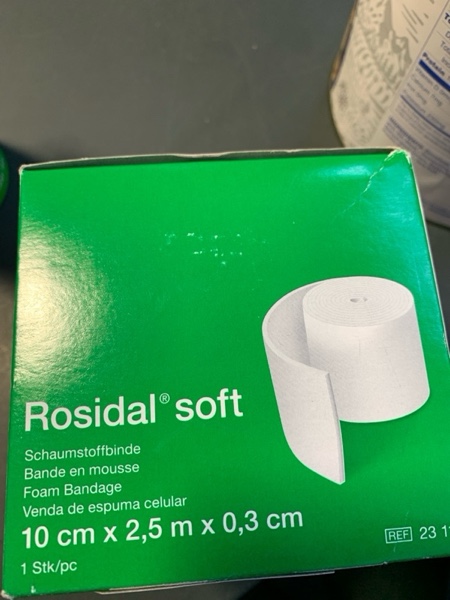 Rosidal® soft
Schaumstoffbinde
Bande en mousse
Foam Bandage
Venda de espuma celular
10 cm x 2,5 m x 0,3 cm
1 Stk/pc
REF 23